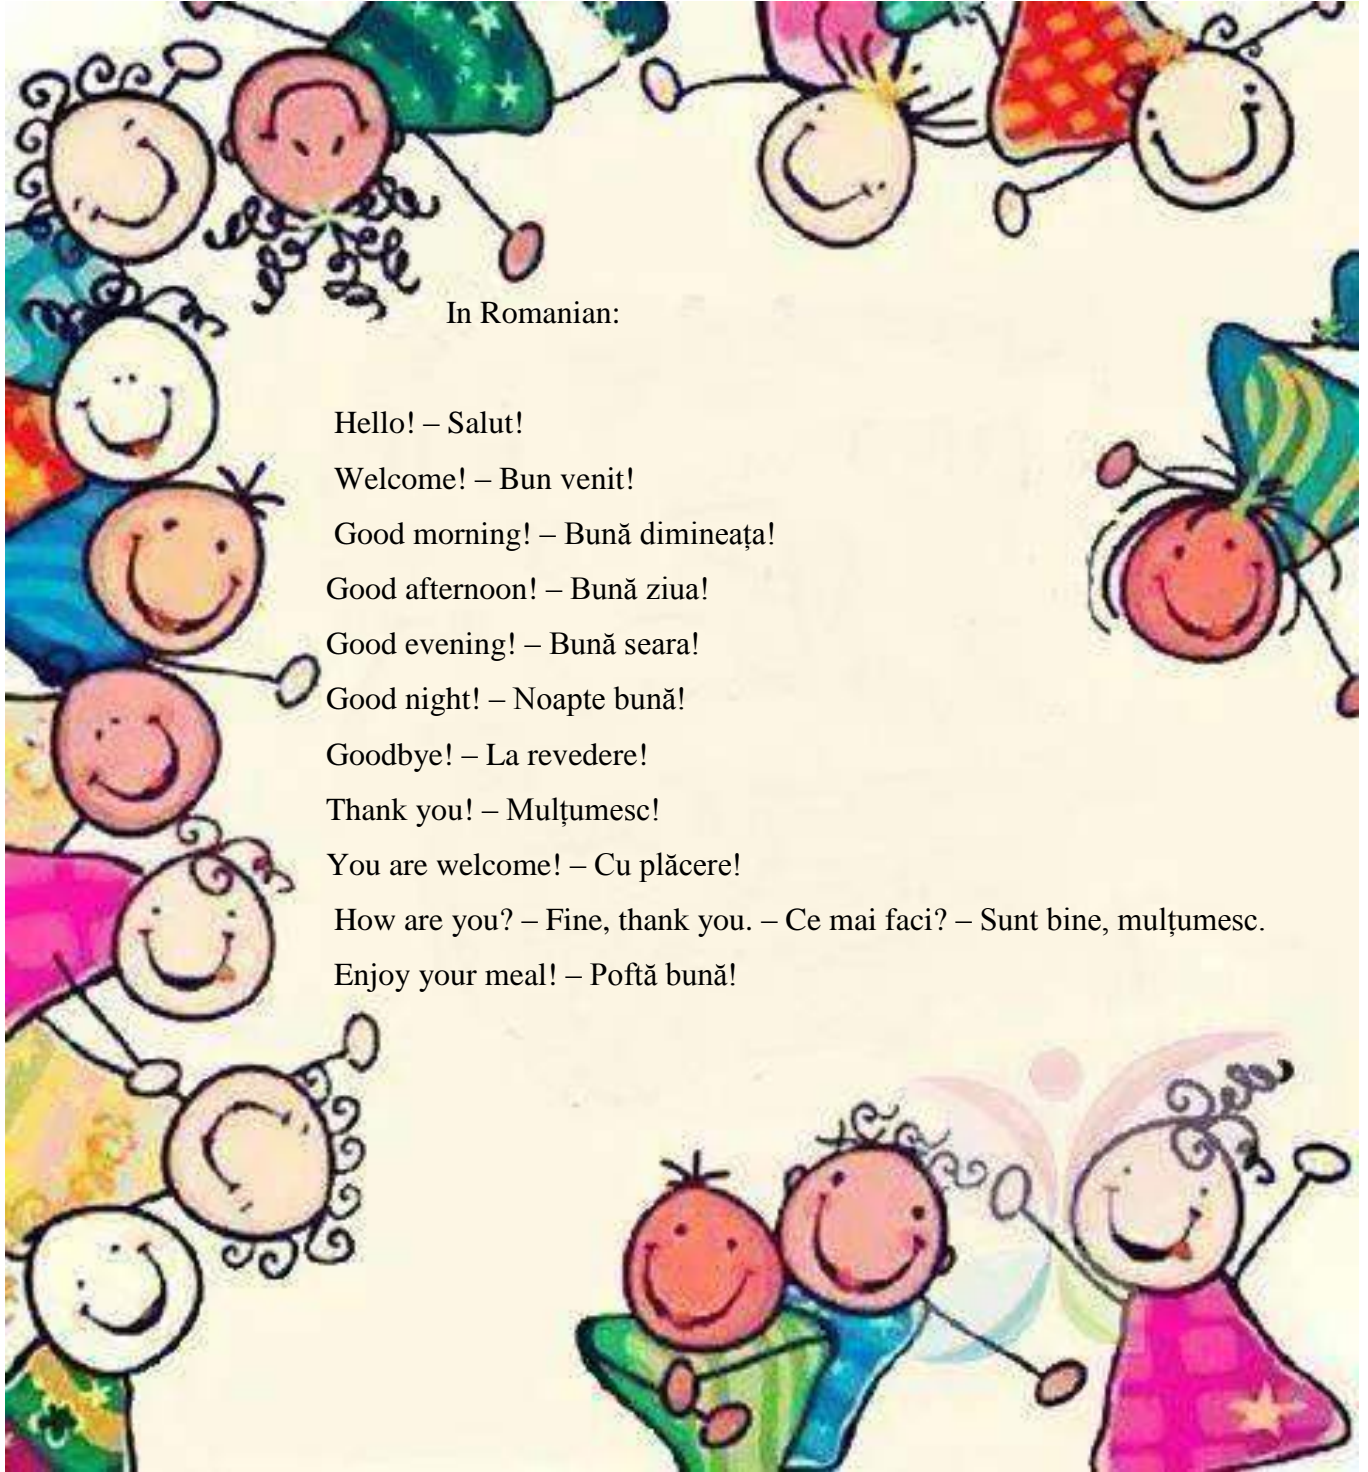 In Romanian:
Hello! – Salut!
Welcome! – Bun venit!
Good morning! – Bună dimineața!
Good afternoon! – Bună ziua!
Good evening! – Bună seara!
Good night! – Noapte bună!
Goodbye! – La revedere!
Thank you! – Mulțumesc!
You are welcome! – Cu plăcere!
How are you? – Fine, thank you. – Ce mai faci? – Sunt bine, mulțumesc.
Enjoy your meal! – Poftă bună!